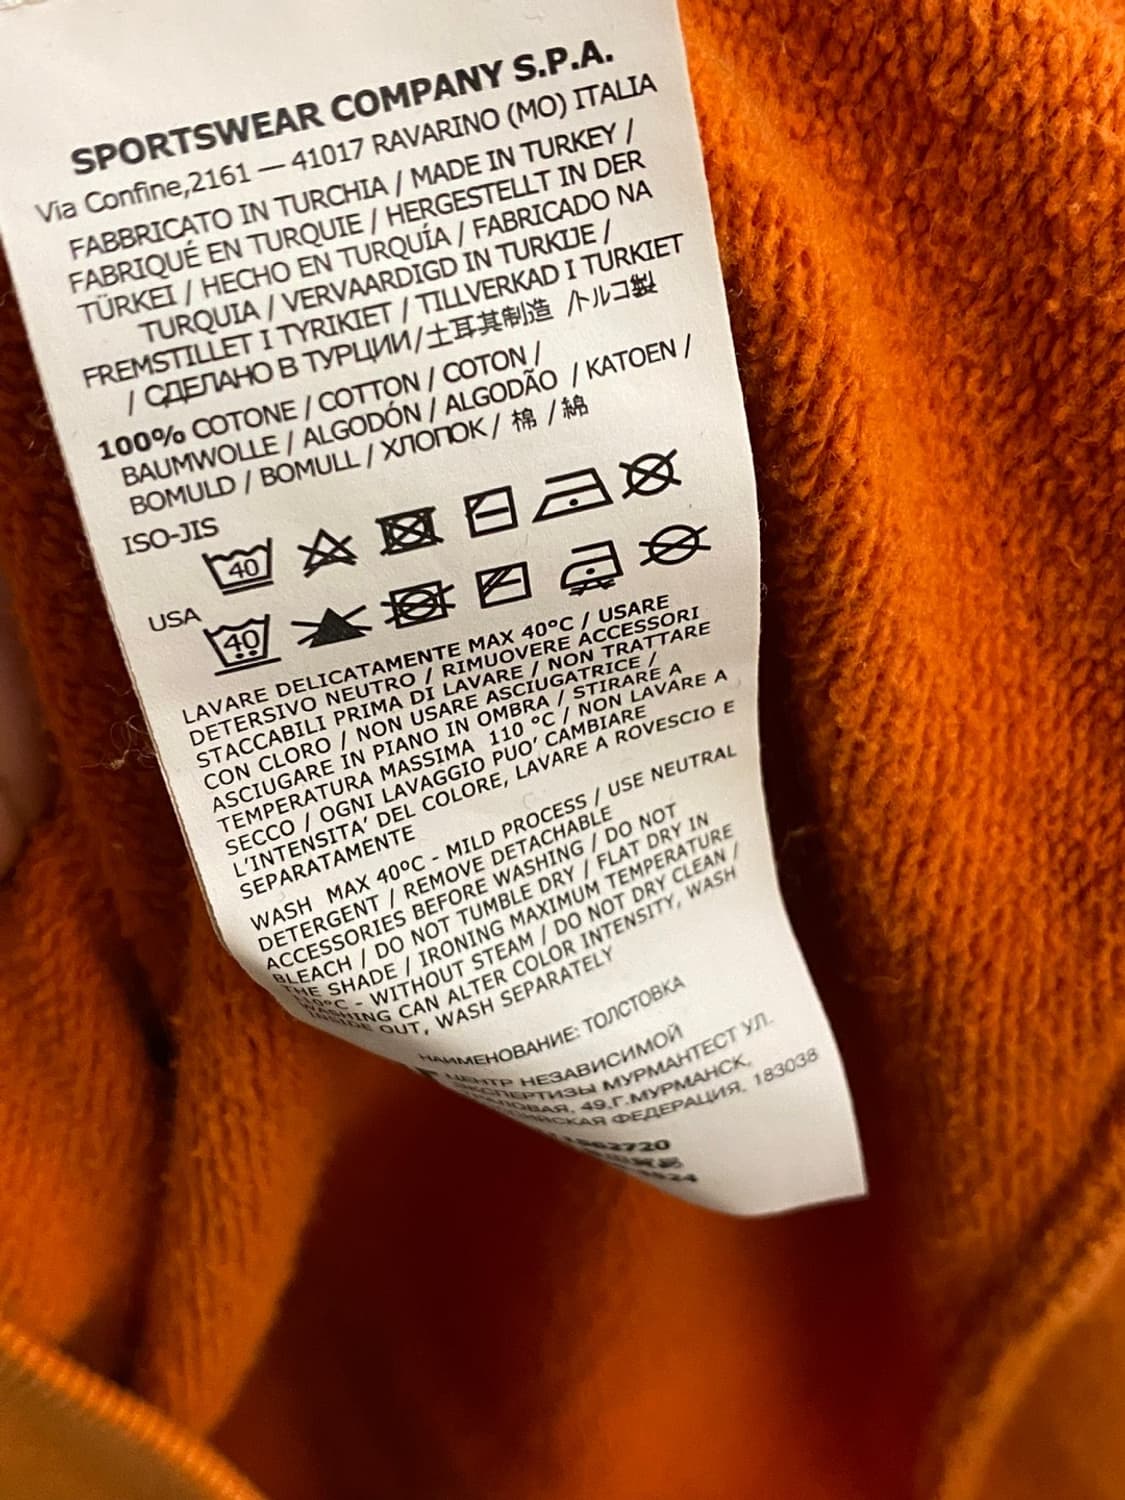 SPORTSWEAR COMPANY S.P.A.
Via Confine,2161 — 41017 RAVARINO (MO) ITALIA
FABBRICATO IN TURCHIA / MADE IN TURKEY /
FABRIQUÉ EN TURQUIE / HERGESTELLT IN DER
TÜRKEI / HECHO EN TURQUÍA / FABRICADO NA
TURQUIA / VERVAARDIGD IN TURKIJE /
FREMSTILLET I TYRKIET / TILLVERKAD I TURKIET
/ СДЕЛАНО В ТУРЦИИ/土耳其制造 /トルコ製
100% COTONE / COTTON / COTON /
BAUMWOLLE / ALGODÓN / ALGODÃO / KATOEN /
BOMULD / BOMULL / ХЛОПОК / 棉 / 綿
ISO-JIS
40
USA
40
LAVARE DELICATAMENTE MAX 40°C / USARE
DETERSIVO NEUTRO / RIMUOVERE ACCESSORI
STACCABILI PRIMA DI LAVARE / NON TRATTARE
CON CLORO / NON USARE ASCIUGATRICE /
ASCIUGARE IN PIANO IN OMBRA / STIRARE A
TEMPERATURA MASSIMA 110 °C / NON LAVARE A
SECCO / OGNI LAVAGGIO PUO' CAMBIARE
L'INTENSITA' DEL COLORE, LAVARE A ROVESCIO E
SEPARATAMENTE
WASH MAX 40°C - MILD PROCESS / USE NEUTRAL
DETERGENT / REMOVE DETACHABLE
ACCESSORIES BEFORE WASHING / DO NOT
BLEACH / DO NOT TUMBLE DRY / FLAT DRY IN
THE SHADE / IRONING MAXIMUM TEMPERATURE
110°C - WITHOUT STEAM / DO NOT DRY CLEAN /
WASHING CAN ALTER COLOR INTENSITY, WASH
INSIDE OUT, WASH SEPARATELY
НАИМЕНОВАНИЕ: ТОЛСТОВКА
ЦЕНТР НЕЗАВИСИМОЙ
ЭКСПЕРТИЗЫ МУРМАНТЕСТ УЛ.
49,Г.МУРМАНСК,
ФЕДЕРАЦИЯ, 183038